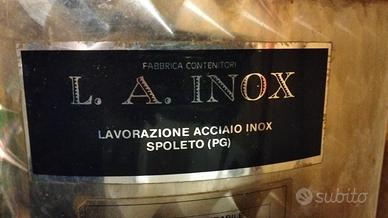 FABBRICA CONTENITORI
L. A. INOX
LAVORAZIONE ACCIAIO INOX
SPOLETO (PG)
subito